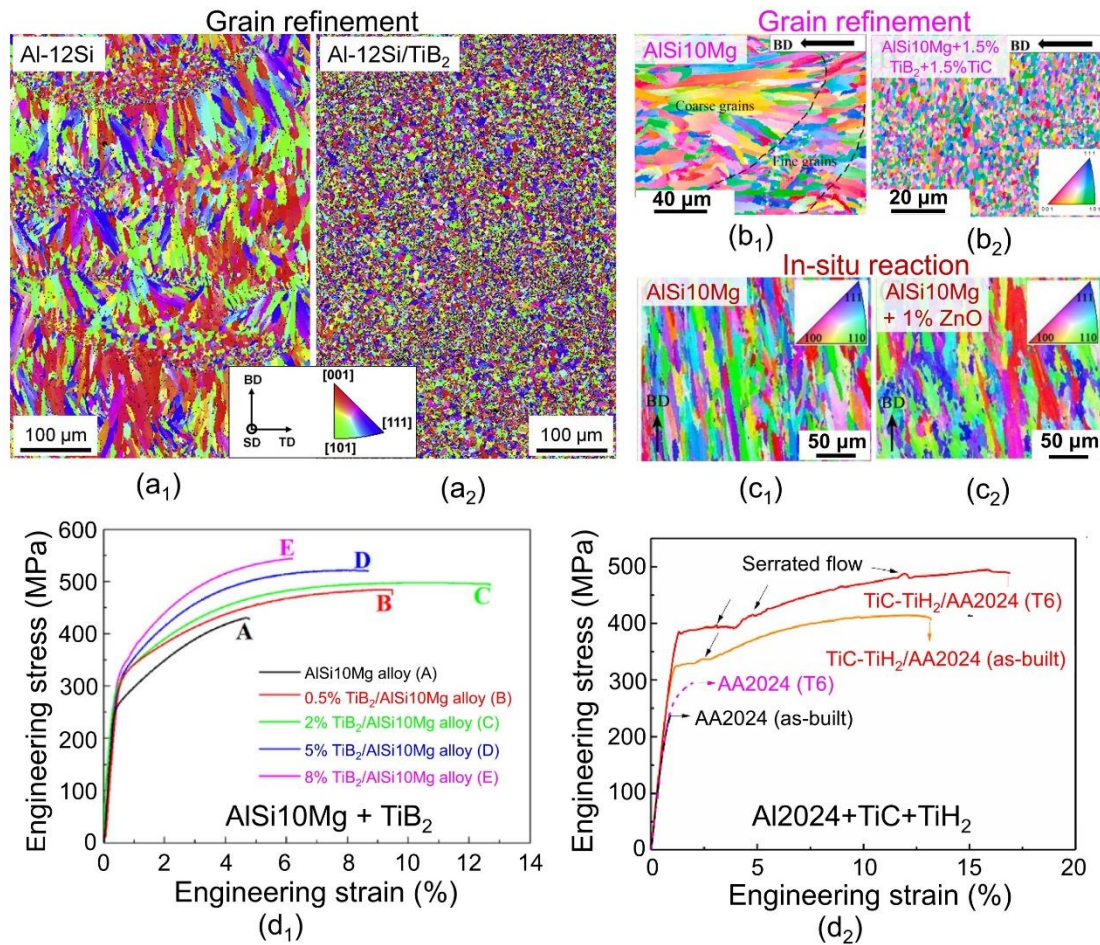 Grain refinement
Al-12Si
Al-12Si/TiB₂
[001]
BD
[111]
SD
TD
[101]
100 µm
100 µm
(a₁)
(a₂)
Grain refinement
AlSi10Mg
BD
Coarse grains
Fine grains
40 µm
(b₁)
AlSi10Mg+1.5%
TiB₂+1.5%TiC
BD
111
001
101
20 µm
(b₂)
In-situ reaction
AlSi10Mg
111
100
110
BD
50 µm
(c₁)
AlSi10Mg
+ 1% ZnO
111
100
110
BD
50 µm
(c₂)
Engineering stress (MPa)
600
500
400
300
200
100
0
E
D
C
B
A
AlSi10Mg alloy (A)
0.5% TiB₂/AlSi10Mg alloy (B)
2% TiB₂/AlSi10Mg alloy (C)
5% TiB₂/AlSi10Mg alloy (D)
8% TiB₂/AlSi10Mg alloy (E)
AlSi10Mg + TiB₂
0 2 4 6 8 10 12 14
Engineering strain (%)
(d₁)
Engineering stress (MPa)
500
400
300
200
100
0
Serrated flow
TiC-TiH₂/AA2024 (T6)
TiC-TiH₂/AA2024 (as-built)
AA2024 (T6)
AA2024 (as-built)
Al2024+TiC+TiH₂
0 5 10 15 20
Engineering strain (%)
(d₂)